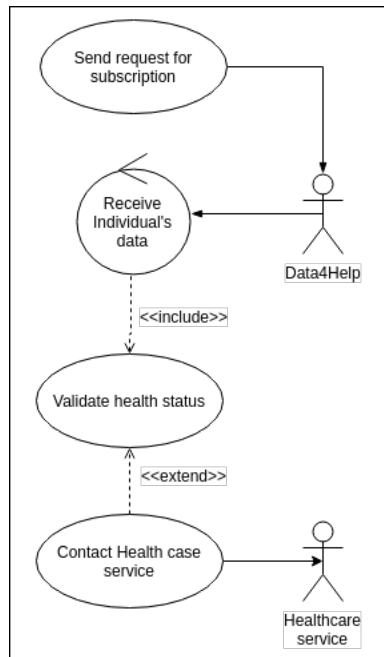 Send request for
subscription
Receive
Individual's
data
Data4Help
<<include>>
Validate health status
<<extend>>
Contact Health case
service
Healthcare
service